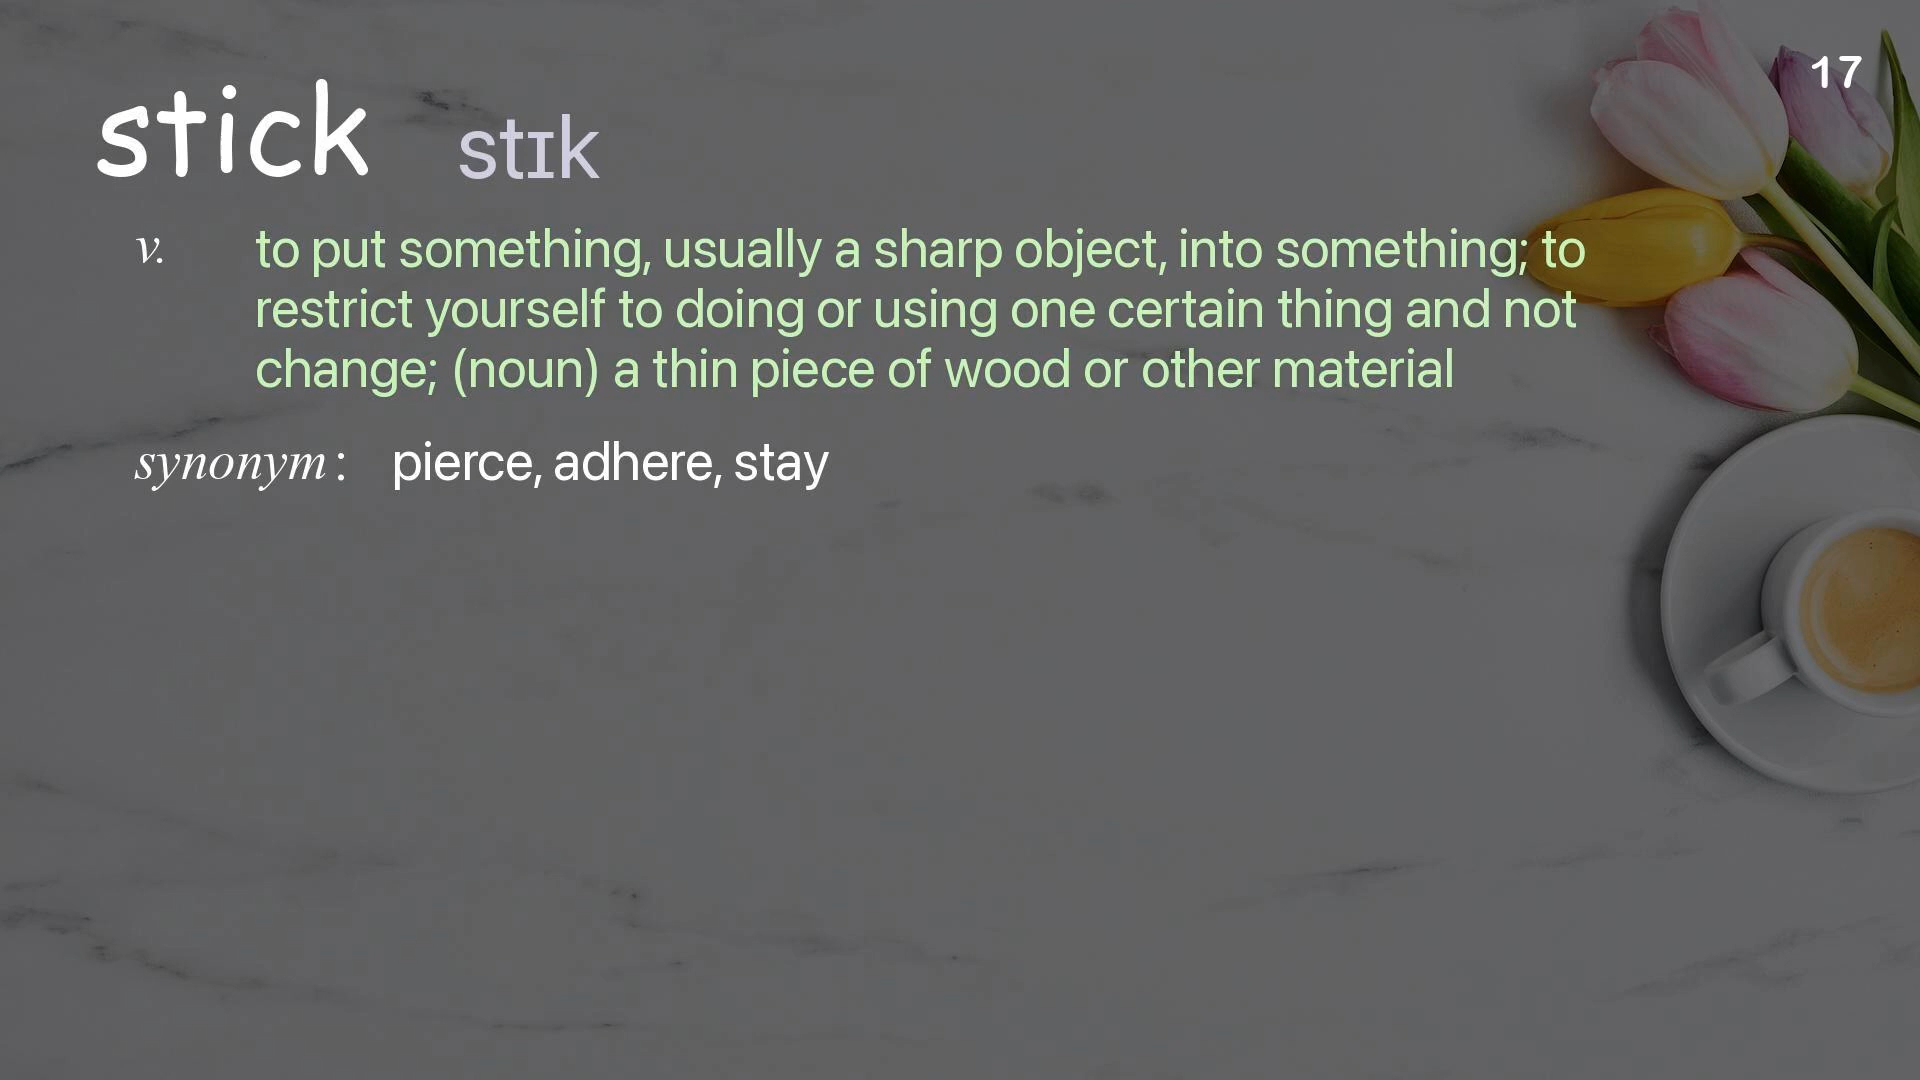 17
stick stɪk
v. to put something, usually a sharp object, into something; to
restrict yourself to doing or using one certain thing and not
change; (noun) a thin piece of wood or other material
synonym: pierce, adhere, stay